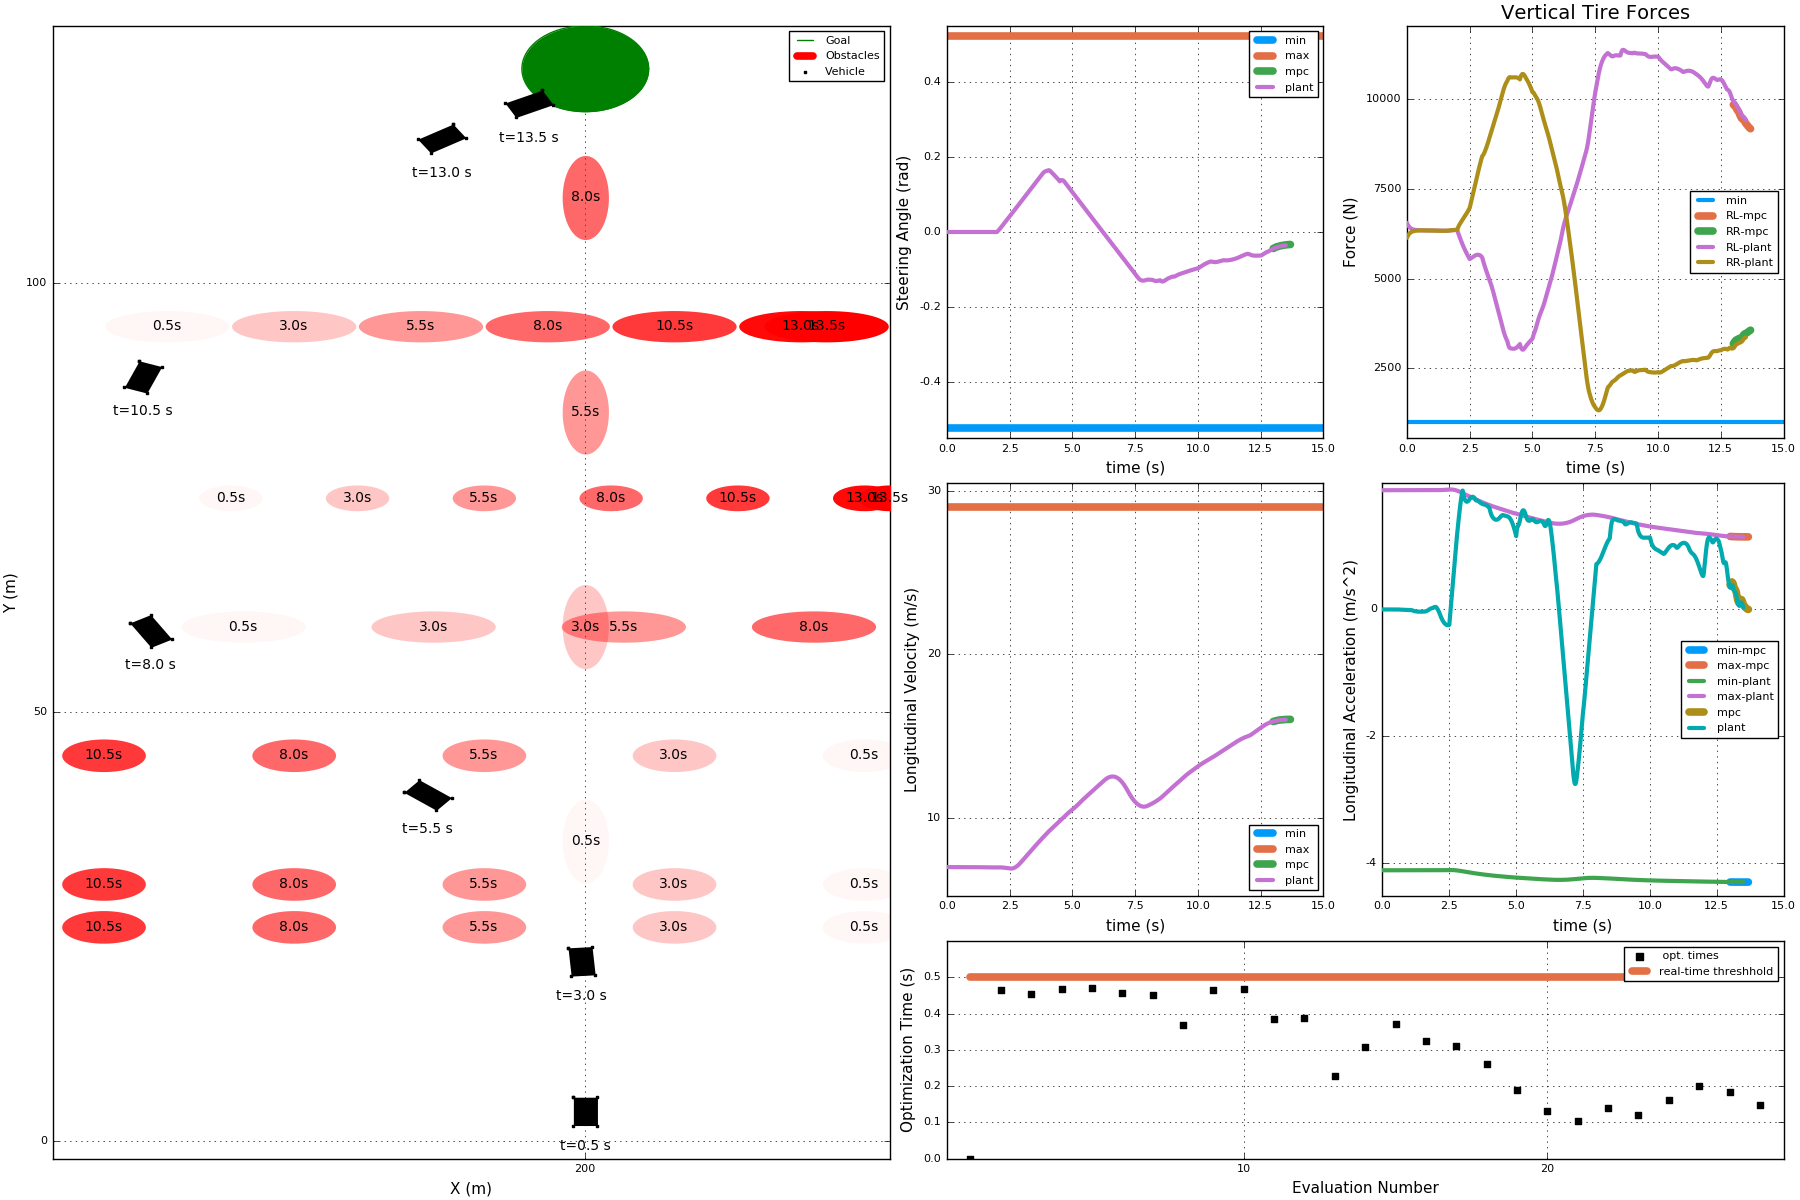 Goal
Obstacles
Vehicle
t=13.5 s
t=13.0 s
8.0s
100
0.5s 3.0s 5.5s 8.0s 10.5s 13.0s 13.5s
t=10.5 s
5.5s
0.5s 3.0s 5.5s 8.0s 10.5s 13.0s 13.5s
Y (m)
0.5s 3.0s 3.0s 5.5s 8.0s
t=8.0 s
50
10.5s 8.0s 5.5s 3.0s 0.5s
t=5.5 s
0.5s
10.5s 8.0s 5.5s 3.0s 0.5s
10.5s 8.0s 5.5s 3.0s 0.5s
t=3.0 s
0
t=0.5 s
200
X (m)
min
max
mpc
plant
Steering Angle (rad)
0.4
0.2
0.0
-0.2
-0.4
0.0 2.5 5.0 7.5 10.0 12.5 15.0
time (s)
Vertical Tire Forces
Force (N)
10000
7500
5000
2500
min
RL-mpc
RR-mpc
RL-plant
RR-plant
0.0 2.5 5.0 7.5 10.0 12.5 15.0
time (s)
Longitudinal Velocity (m/s)
30
20
10
min
max
mpc
plant
0.0 2.5 5.0 7.5 10.0 12.5 15.0
time (s)
Longitudinal Acceleration (m/s^2)
0
-2
-4
min-mpc
max-mpc
min-plant
max-plant
mpc
plant
0.0 2.5 5.0 7.5 10.0 12.5 15.0
time (s)
Optimization Time (s)
0.5
0.4
0.3
0.2
0.1
0.0
opt. times
real-time threshhold
10 20
Evaluation Number